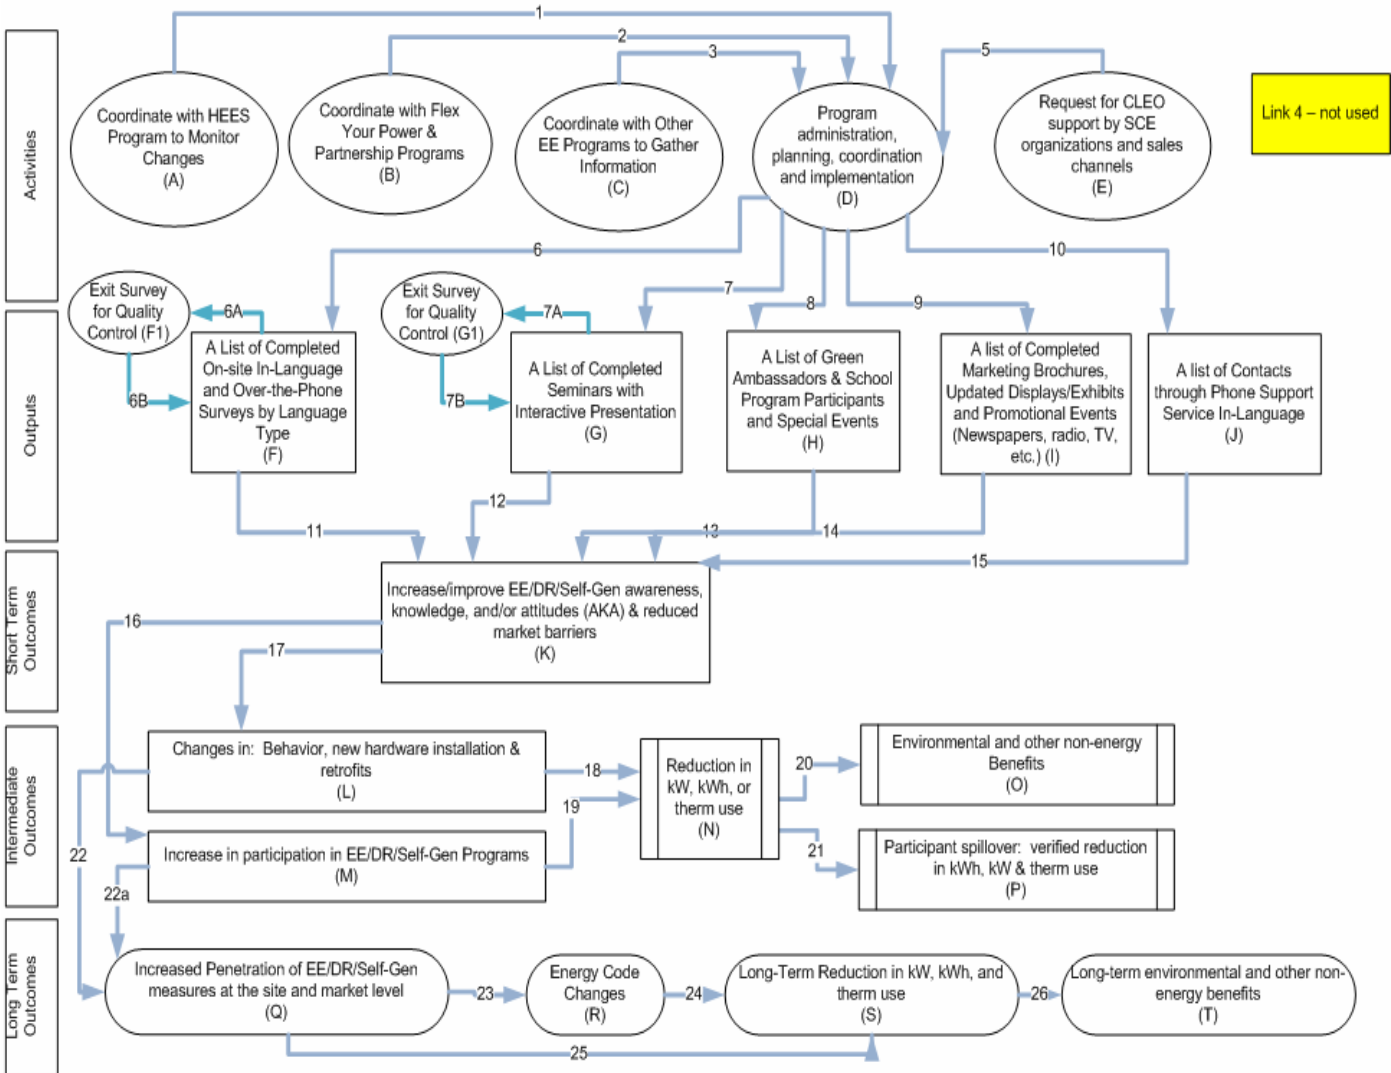 1
2
3
5
Activities
Coordinate with HEES
Program to Monitor
Changes
(A)
Coordinate with Flex
Your Power &
Partnership Programs
(B)
Coordinate with Other
EE Programs to Gather
Information
(C)
Program
administration,
planning, coordination
and implementation
(D)
Request for CLEO
support by SCE
organizations and sales
channels
(E)
Link 4 – not used
6
7
8
9
10
Outputs
Exit Survey
for Quality
Control (F1)
6A
6B
A List of Completed
On-site In-Language
and Over-the-Phone
Surveys by Language
Type
(F)
Exit Survey
for Quality
Control (G1)
7A
7B
A List of Completed
Seminars with
Interactive Presentation
(G)
A List of Green
Ambassadors & School
Program Participants
and Special Events
(H)
A list of Completed
Marketing Brochures,
Updated Displays/Exhibits
and Promotional Events
(Newspapers, radio, TV,
etc.) (I)
A list of Contacts
through Phone Support
Service In-Language
(J)
11
12
13
14
15
Short Term
Outcomes
Increase/improve EE/DR/Self-Gen awareness,
knowledge, and/or attitudes (AKA) & reduced
market barriers
(K)
16
17
Intermediate
Outcomes
Changes in:  Behavior, new hardware installation &
retrofits
(L)
18
19
Increase in participation in EE/DR/Self-Gen Programs
(M)
Reduction in
kW, kWh, or
therm use
(N)
20
21
Environmental and other non-energy
Benefits
(O)
Participant spillover:  verified reduction
in kWh, kW & therm use
(P)
22
22a
Long Term
Outcomes
Increased Penetration of EE/DR/Self-Gen
measures at the site and market level
(Q)
23
Energy Code
Changes
(R)
24
Long-Term Reduction in kW, kWh, and
therm use
(S)
26
Long-term environmental and other non-
energy benefits
(T)
25